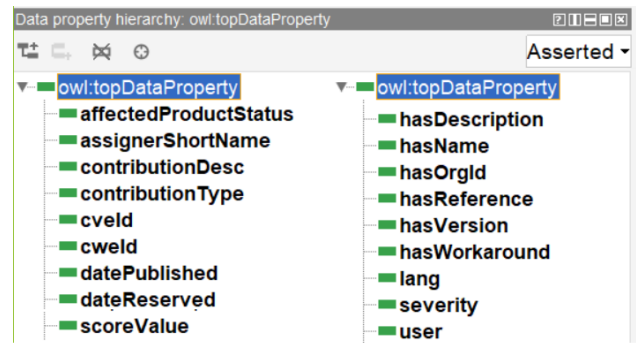 Data property hierarchy: owl:topDataProperty
Asserted
owl:topDataProperty
affectedProductStatus
assignerShortName
contributionDesc
contributionType
cveId
cweId
datePublished
dateReserved
scoreValue
owl:topDataProperty
hasDescription
hasName
hasOrgId
hasReference
hasVersion
hasWorkaround
lang
severity
user